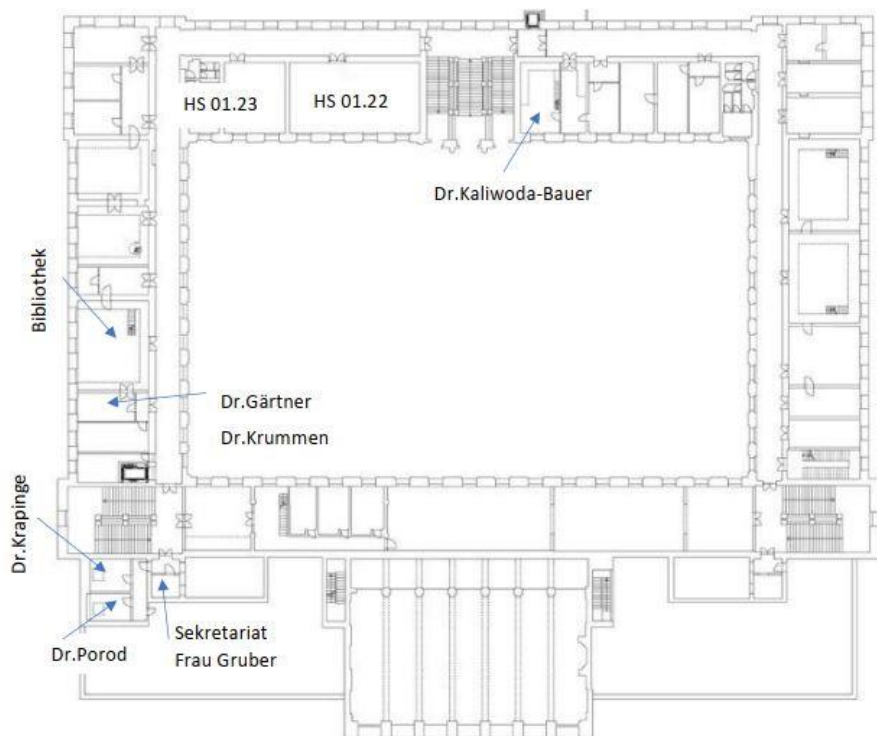 HS 01.23
HS 01.22
Dr.Kaliwoda-Bauer
Bibliothek
Dr.Gärtner
Dr.Krummen
Dr.Krapinge
Dr.Porod
Sekretariat
Frau Gruber